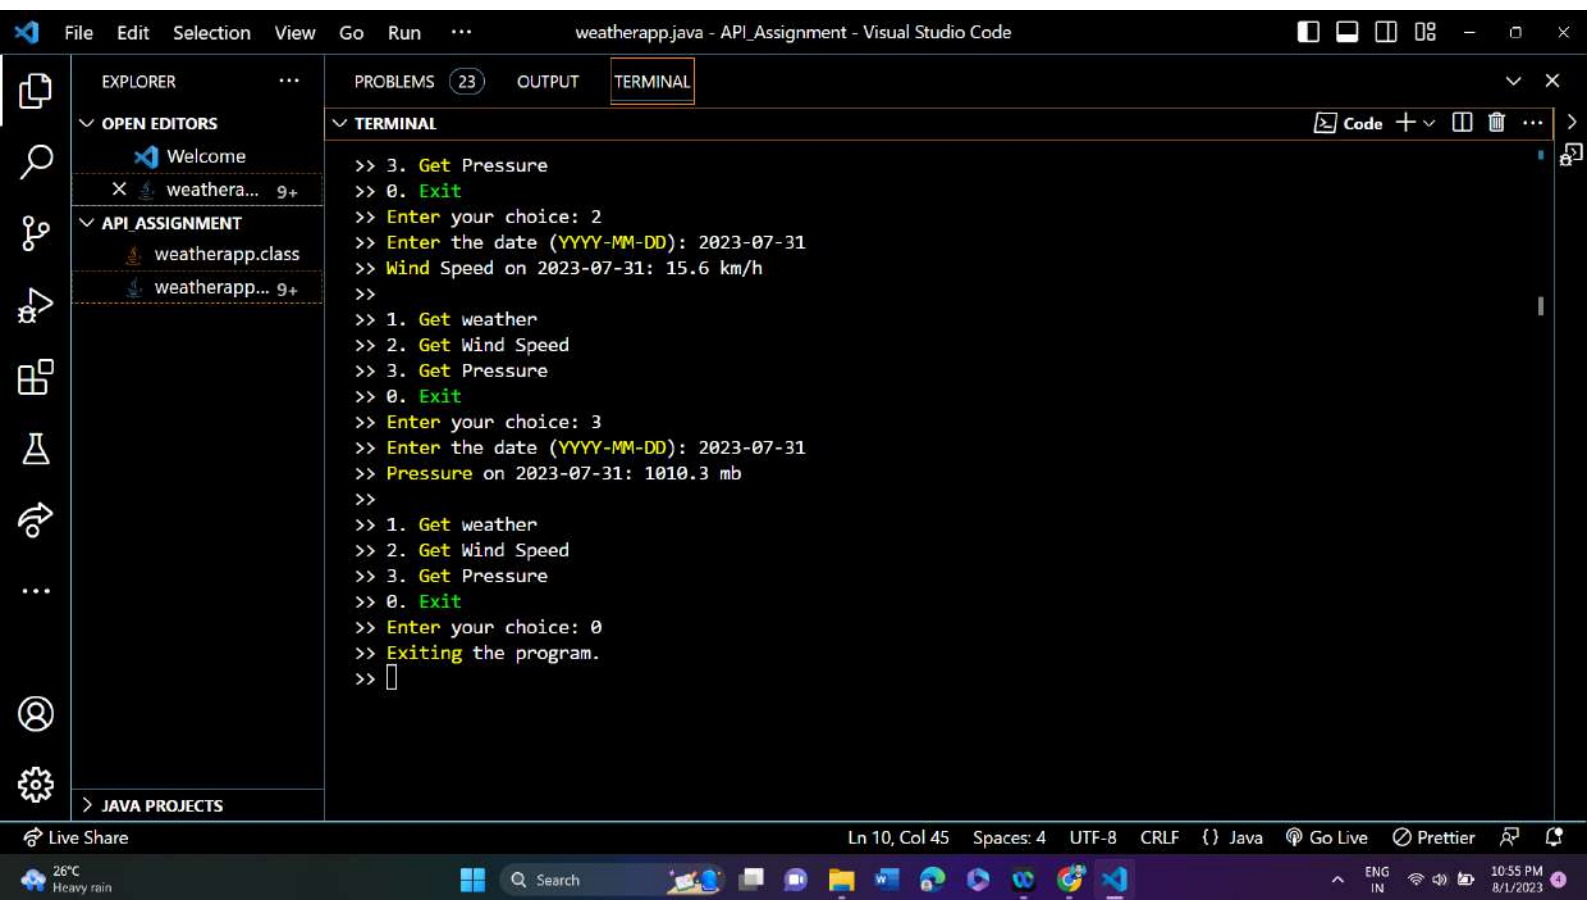 File Edit Selection View Go Run ··· weatherapp.java - API_Assignment - Visual Studio Code
EXPLORER ···
OPEN EDITORS
Welcome
weathera... 9+
API_ASSIGNMENT
weatherapp.class
weatherapp... 9+
JAVA PROJECTS
PROBLEMS 23 OUTPUT TERMINAL
TERMINAL
Code
>> 3. Get Pressure
>> 0. Exit
>> Enter your choice: 2
>> Enter the date (YYYY-MM-DD): 2023-07-31
>> Wind Speed on 2023-07-31: 15.6 km/h
>>
>> 1. Get weather
>> 2. Get Wind Speed
>> 3. Get Pressure
>> 0. Exit
>> Enter your choice: 3
>> Enter the date (YYYY-MM-DD): 2023-07-31
>> Pressure on 2023-07-31: 1010.3 mb
>>
>> 1. Get weather
>> 2. Get Wind Speed
>> 3. Get Pressure
>> 0. Exit
>> Enter your choice: 0
>> Exiting the program.
>>
Live Share Ln 10, Col 45 Spaces: 4 UTF-8 CRLF {} Java Go Live Prettier
26°C
Heavy rain
Search
ENG
IN
10:55 PM
8/1/2023
4